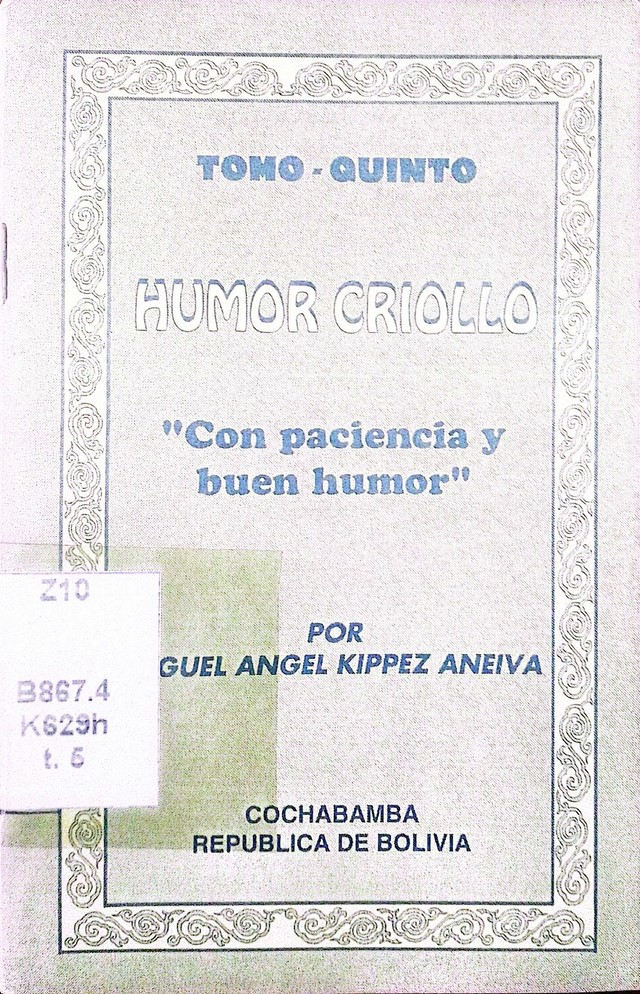 TOMO - QUINTO
HUMOR CRIOLLO
"Con paciencia y
buen humor"
Z10
B867.4
K629h
t. 5
POR
GUEL ANGEL KIPPEZ ANEIVA
COCHABAMBA
REPUBLICA DE BOLIVIA